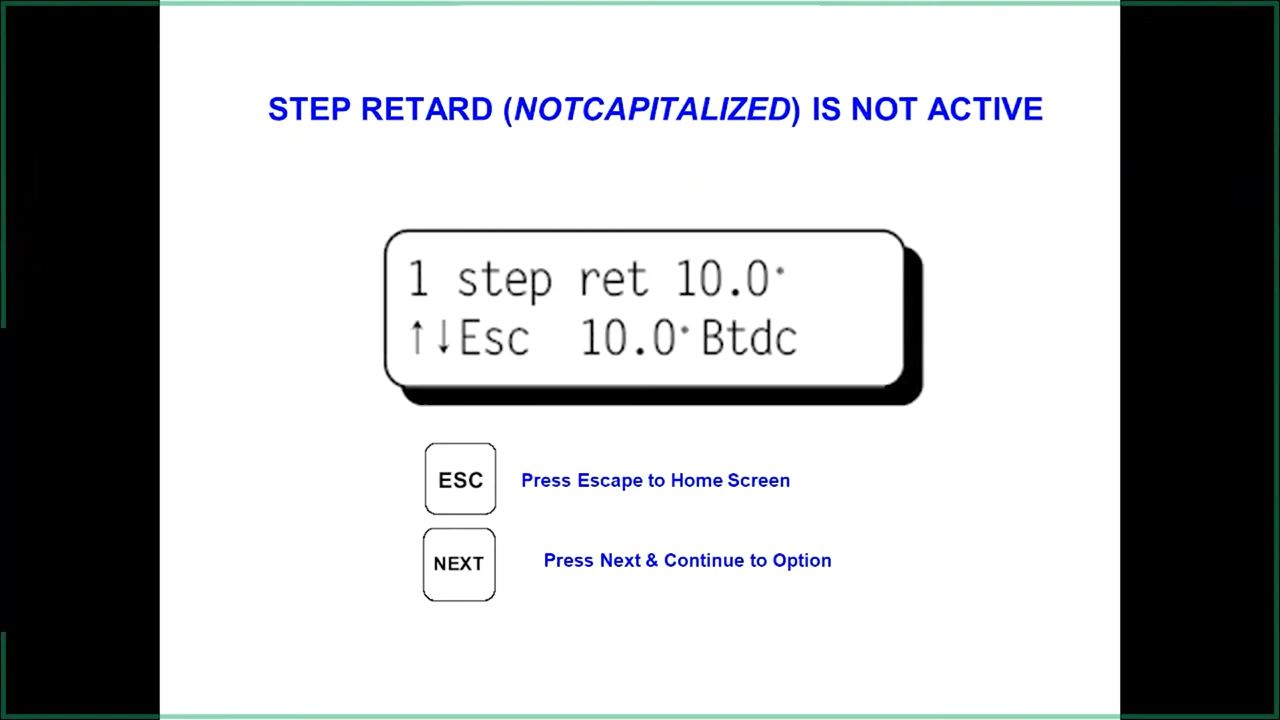 STEP RETARD (NOTCAPITALIZED) IS NOT ACTIVE
1 step ret 10.0°
↑↓Esc 10.0°Btdc
ESC Press Escape to Home Screen
NEXT Press Next & Continue to Option